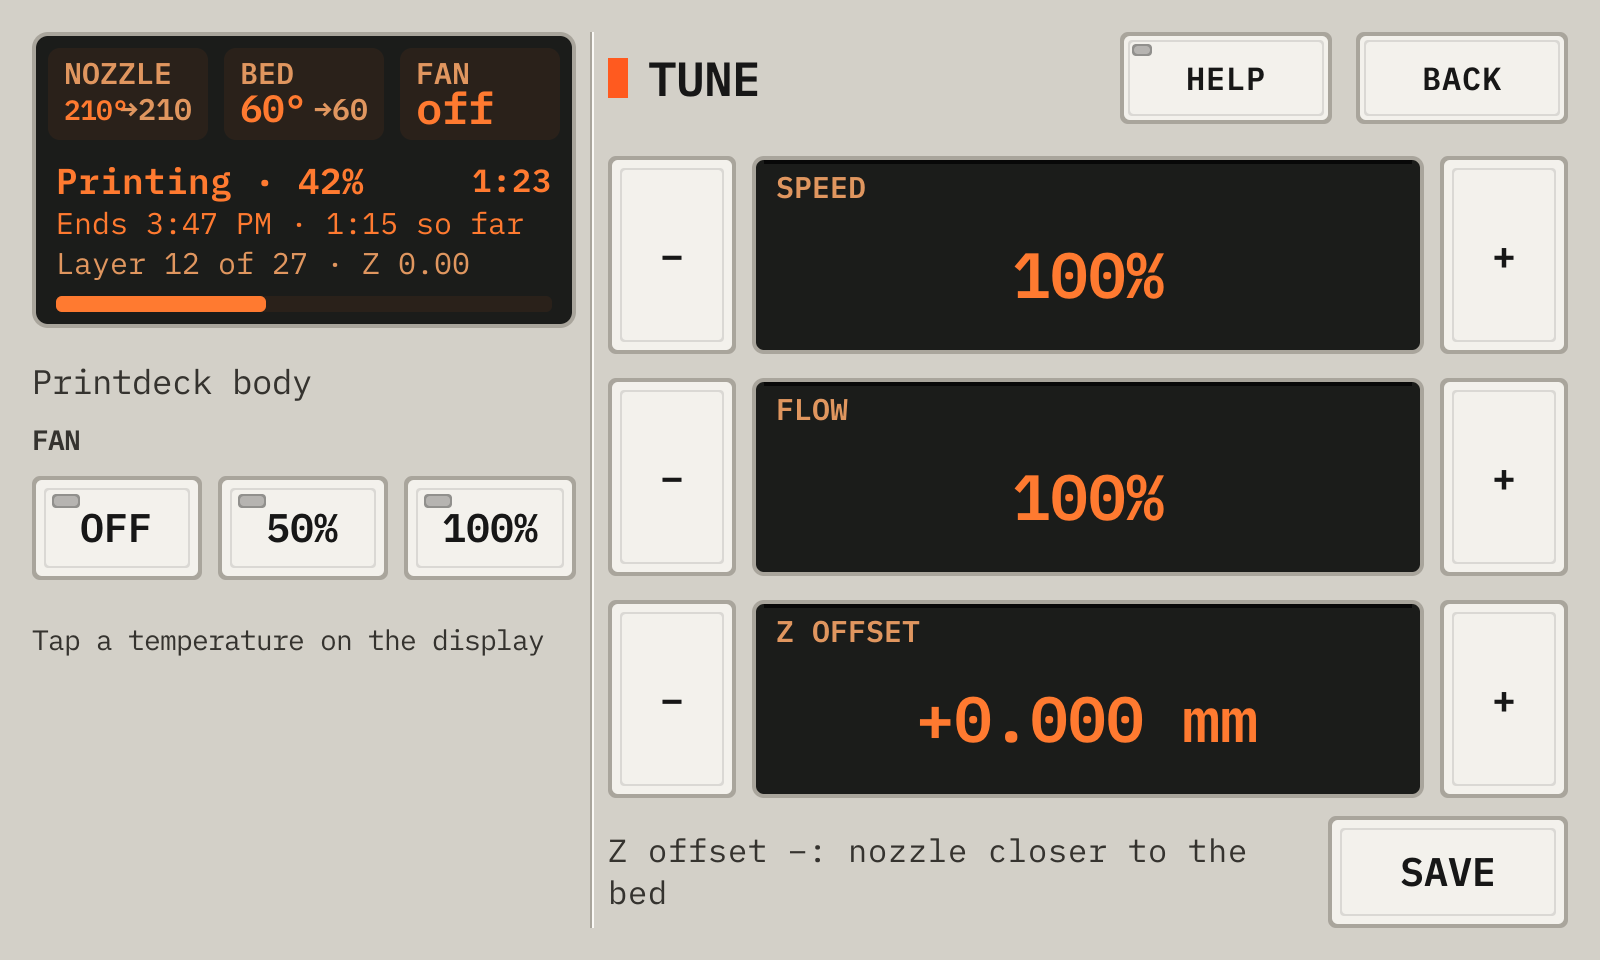 NOZZLE BED FAN
210°→210 60° →60 off
Printing · 42% 1:23
Ends 3:47 PM · 1:15 so far
Layer 12 of 27 · Z 0.00
Printdeck body
FAN
OFF 50% 100%
Tap a temperature on the display
TUNE
HELP BACK
SPEED
− 100% +
FLOW
− 100% +
Z OFFSET
− +0.000 mm +
Z offset −: nozzle closer to the
bed
SAVE